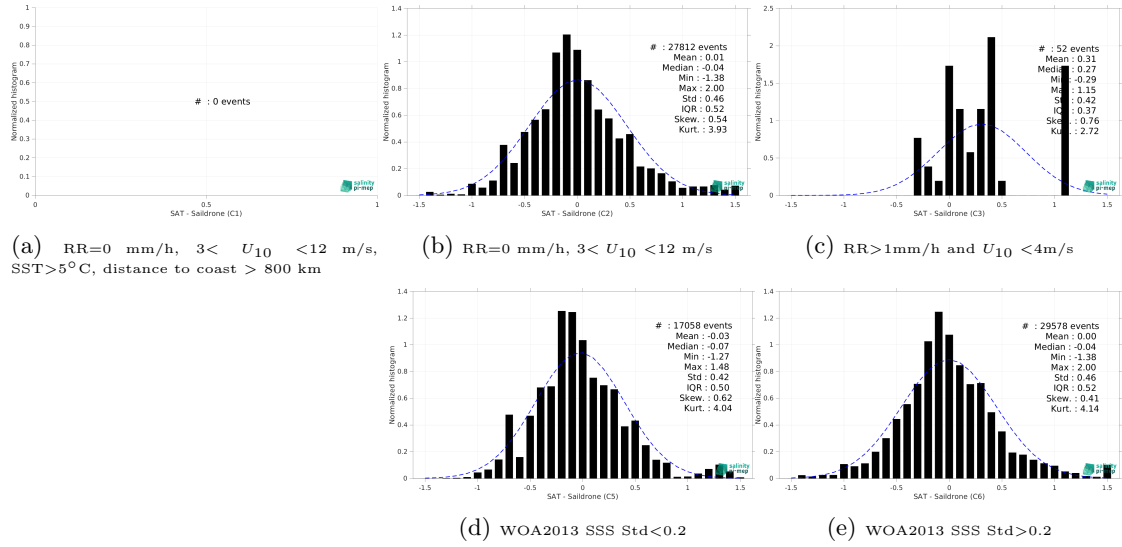 1
0.9
0.8
0.7
0.6
0.5
0.4
0.3
0.2
0.1
0
Normalized histogram
# : 0 events
salinity
pi-mep
0 0.5 1
SAT - Saildrone (C1)
(a) RR=0 mm/h, 3< U10 <12 m/s,
SST>5°C, distance to coast > 800 km
1.4
1.2
1
0.8
0.6
0.4
0.2
0
Normalized histogram
# : 27812 events
Mean : 0.01
Median : -0.04
Min : -1.38
Max : 2.00
Std : 0.46
IQR : 0.52
Skew. : 0.54
Kurt. : 3.93
salinity
pi-mep
-1.5 -1 -0.5 0 0.5 1 1.5
SAT - Saildrone (C2)
(b) RR=0 mm/h, 3< U10 <12 m/s
2.5
2
1.5
1
0.5
0
Normalized histogram
# : 52 events
Mean : 0.31
Median : 0.27
Min : -0.29
Max : 1.15
Std : 0.42
IQR : 0.37
Skew. : 0.76
Kurt. : 2.72
salinity
pi-mep
-1.5 -1 -0.5 0 0.5 1 1.5
SAT - Saildrone (C3)
(c) RR>1mm/h and U10 <4m/s
1.4
1.2
1
0.8
0.6
0.4
0.2
0
Normalized histogram
# : 17058 events
Mean : -0.03
Median : -0.07
Min : -1.27
Max : 1.48
Std : 0.42
IQR : 0.50
Skew. : 0.62
Kurt. : 4.04
salinity
pi-mep
-1.5 -1 -0.5 0 0.5 1 1.5
SAT - Saildrone (C5)
(d) WOA2013 SSS Std<0.2
1.4
1.2
1
0.8
0.6
0.4
0.2
0
Normalized histogram
# : 29578 events
Mean : 0.00
Median : -0.04
Min : -1.38
Max : 2.00
Std : 0.46
IQR : 0.52
Skew. : 0.41
Kurt. : 4.14
salinity
pi-mep
-1.5 -1 -0.5 0 0.5 1 1.5
SAT - Saildrone (C6)
(e) WOA2013 SSS Std>0.2